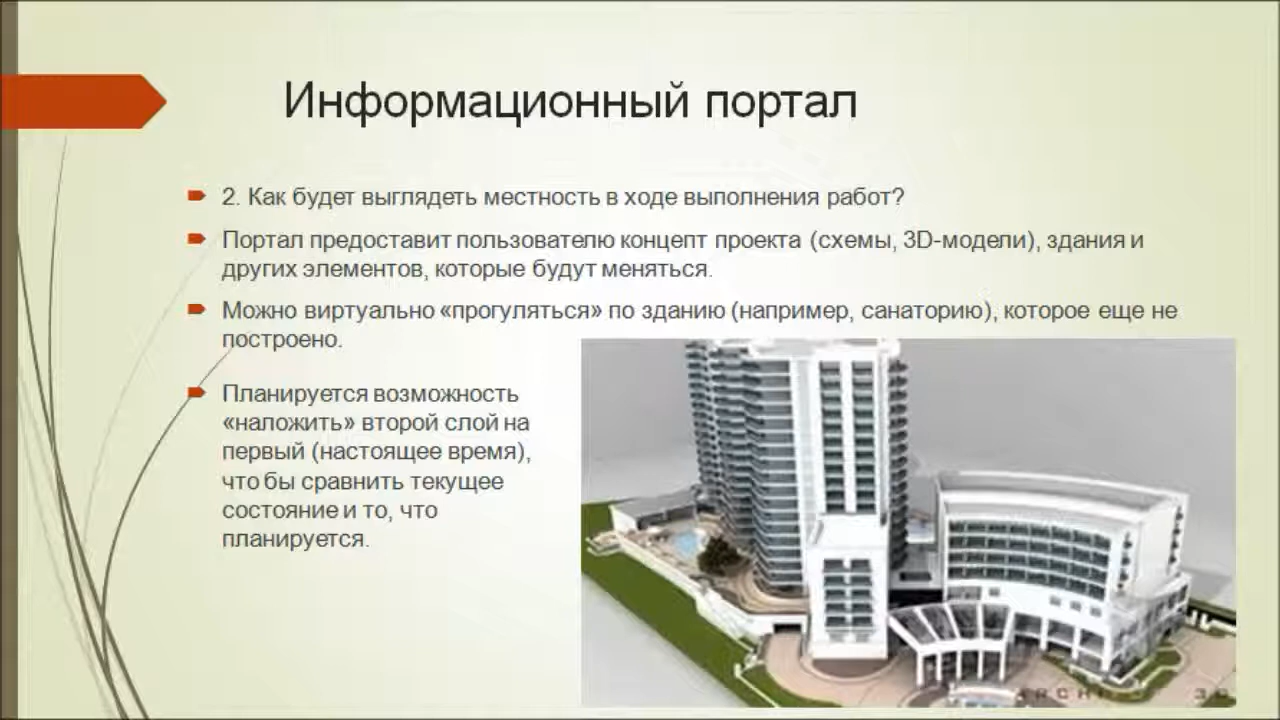 Информационный портал
2. Как будет выглядеть местность в ходе выполнения работ?
Портал предоставит пользователю концепт проекта (схемы, 3D-модели), здания и
других элементов, которые будут меняться.
Можно виртуально «прогуляться» по зданию (например, санаторию), которое еще не
построено.
Планируется возможность
«наложить» второй слой на
первый (настоящее время),
что бы сравнить текущее
состояние и то, что
планируется.